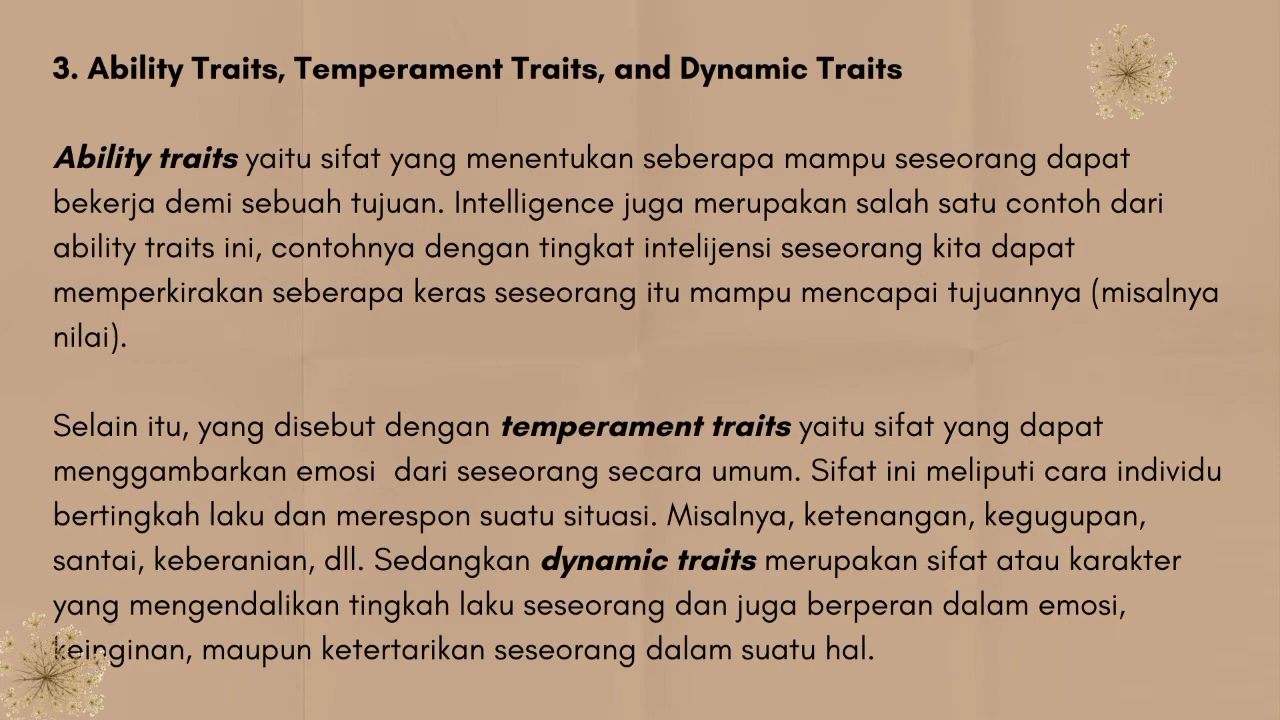 3. Ability Traits, Temperament Traits, and Dynamic Traits
Ability traits yaitu sifat yang menentukan seberapa mampu seseorang dapat
bekerja demi sebuah tujuan. Intelligence juga merupakan salah satu contoh dari
ability traits ini, contohnya dengan tingkat intelijensi seseorang kita dapat
memperkirakan seberapa keras seseorang itu mampu mencapai tujuannya (misalnya
nilai).
Selain itu, yang disebut dengan temperament traits yaitu sifat yang dapat
menggambarkan emosi  dari seseorang secara umum. Sifat ini meliputi cara individu
bertingkah laku dan merespon suatu situasi. Misalnya, ketenangan, kegugupan,
santai, keberanian, dll. Sedangkan dynamic traits merupakan sifat atau karakter
yang mengendalikan tingkah laku seseorang dan juga berperan dalam emosi,
keinginan, maupun ketertarikan seseorang dalam suatu hal.